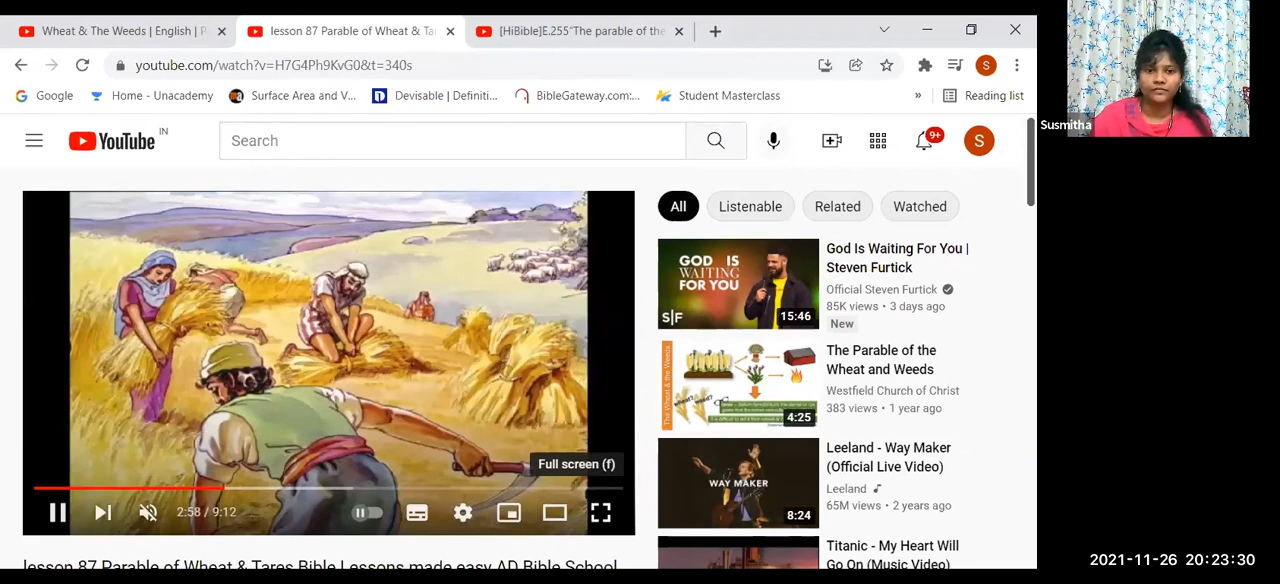 Wheat & The Weeds | English | P
lesson 87 Parable of Wheat & Ta
[HiBible]E.255"The parable of the
youtube.com/watch?v=H7G4Ph9KvG0&t=340s
S
Google
Home - Unacademy
Surface Area and V...
Devisable | Definiti...
BibleGateway.com:...
Student Masterclass
»
Reading list
YouTube IN
Search
9+
S
All
Listenable
Related
Watched
GOD IS WAITING FOR YOU!
S|F
15:46
God Is Waiting For You |
Steven Furtick
Official Steven Furtick
85K views • 3 days ago
New
The Wheat & the Weeds
4:25
The Parable of the
Wheat and Weeds
Westfield Church of Christ
383 views • 1 year ago
WAY MAKER
8:24
Leeland - Way Maker
(Official Live Video)
Leeland
65M views • 2 years ago
Titanic - My Heart Will
Go On (Music Video)
Full screen (f)
2:58 / 9:12
lesson 87 Parable of Wheat & Tares Bible Lessons made easy AD Bible School
Susmitha
2021-11-26 20:23:30